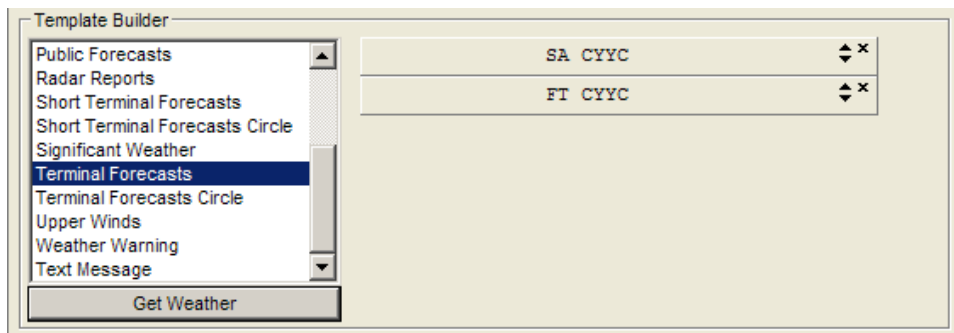 Template Builder
Public Forecasts
Radar Reports
Short Terminal Forecasts
Short Terminal Forecasts Circle
Significant Weather
Terminal Forecasts
Terminal Forecasts Circle
Upper Winds
Weather Warning
Text Message
Get Weather
SA CYYC
FT CYYC